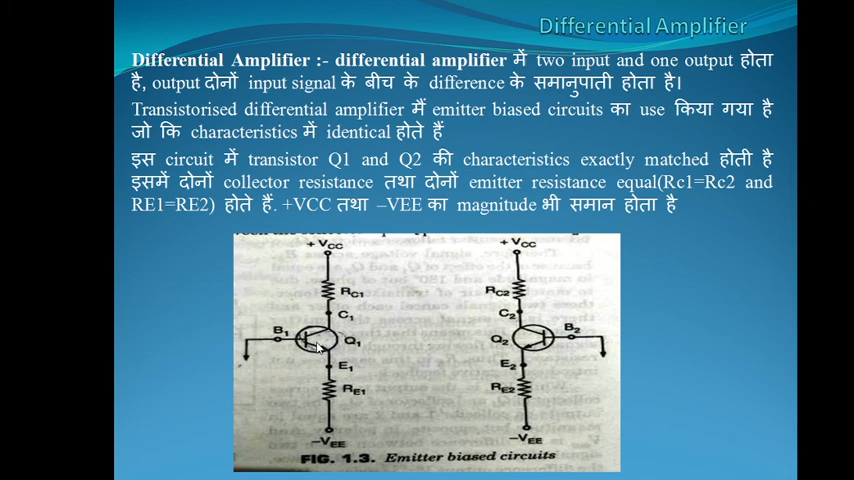 Differential Amplifier
Differential Amplifier :- differential amplifier में two input and one output होता
है, output दोनों input signal के बीच के difference के समानुपाती होता है।
Transistorised differential amplifier मैं emitter biased circuits का use किया गया है
जो कि characteristics में identical होते हैं
इस circuit में transistor Q1 and Q2 की characteristics exactly matched होती है
इसमें दोनों collector resistance तथा दोनों emitter resistance equal(Rc1=Rc2 and
RE1=RE2) होते हैं. +VCC तथा –VEE का magnitude भी समान होता है
+VCC +VCC
RC1 RC2
C1 C2
B1 Q1 Q2 B2
E1 E2
RE1 RE2
–VEE –VEE
FIG. 1.3. Emitter biased circuits